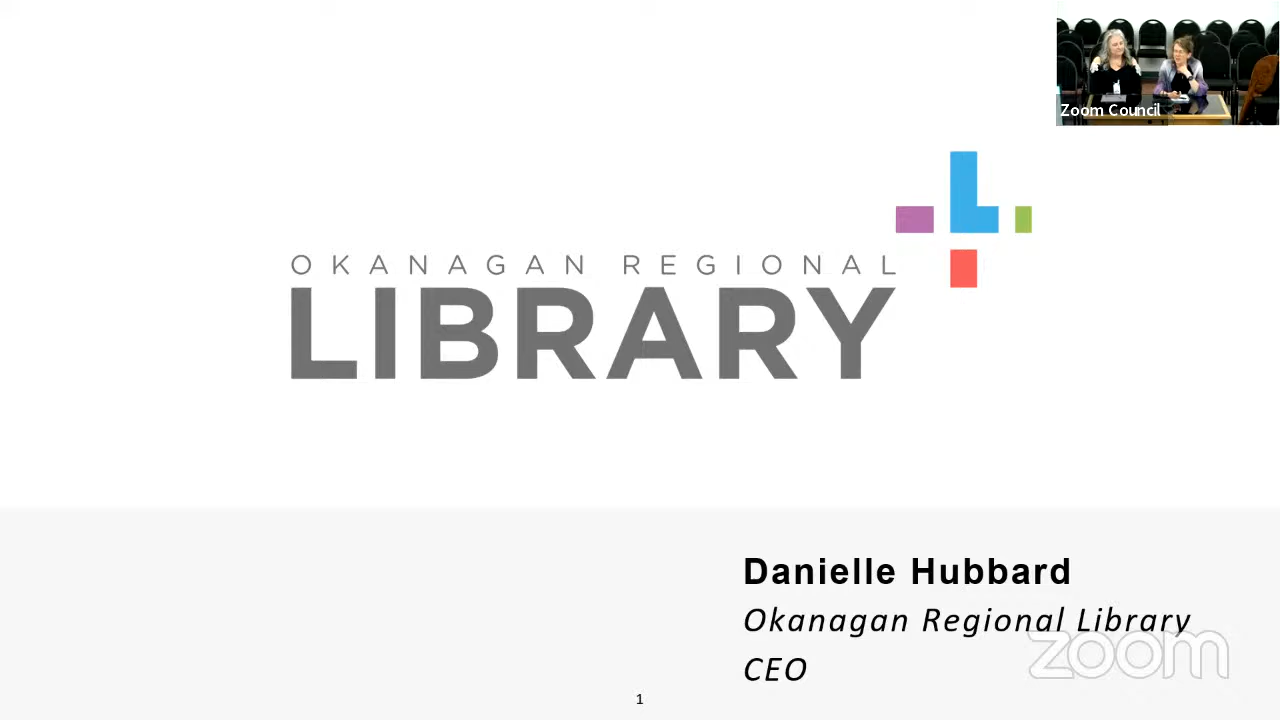 Zoom Council
OKANAGAN REGIONAL
LIBRARY
Danielle Hubbard
Okanagan Regional Library
CEO
zoom
1